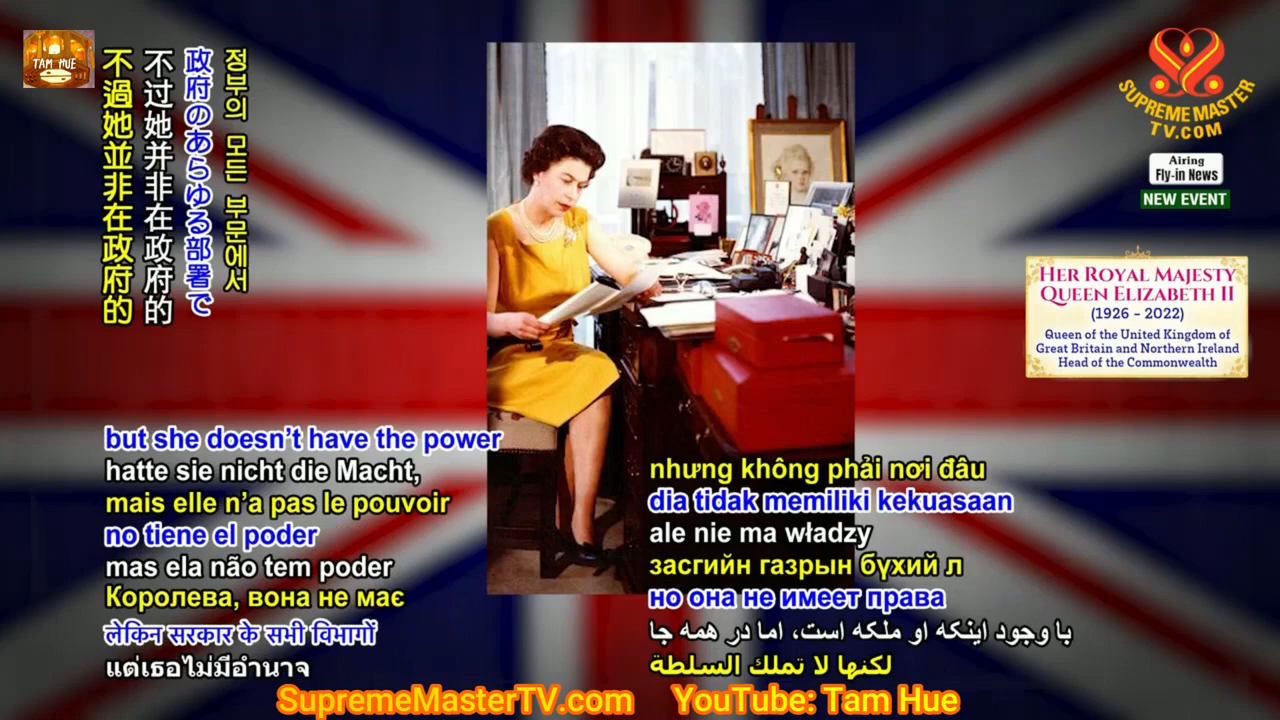 TAM HUE
정부의 모든 부문에서
政府のあらゆる部署で
不过她并非在政府的
不過她並非在政府的
SUPREME MASTER
TV.COM
Airing
Fly-in News
NEW EVENT
HER ROYAL MAJESTY
QUEEN ELIZABETH II
(1926 – 2022)
Queen of the United Kingdom of
Great Britain and Northern Ireland
Head of the Commonwealth
but she doesn't have the power
hatte sie nicht die Macht,
mais elle n'a pas le pouvoir
no tiene el poder
mas ela não tem poder
Королева, вона не має
लेकिन सरकार के सभी विभागों
แต่เธอไม่มีอำนาจ
nhưng không phải nơi đâu
dia tidak memiliki kekuasaan
ale nie ma władzy
засгийн газрын бүхий л
но она не имеет права
با وجود اینکه او ملکه است، اما در همه جا
لكنها لا تملك السلطة
SupremeMasterTV.com YouTube: Tam Hue